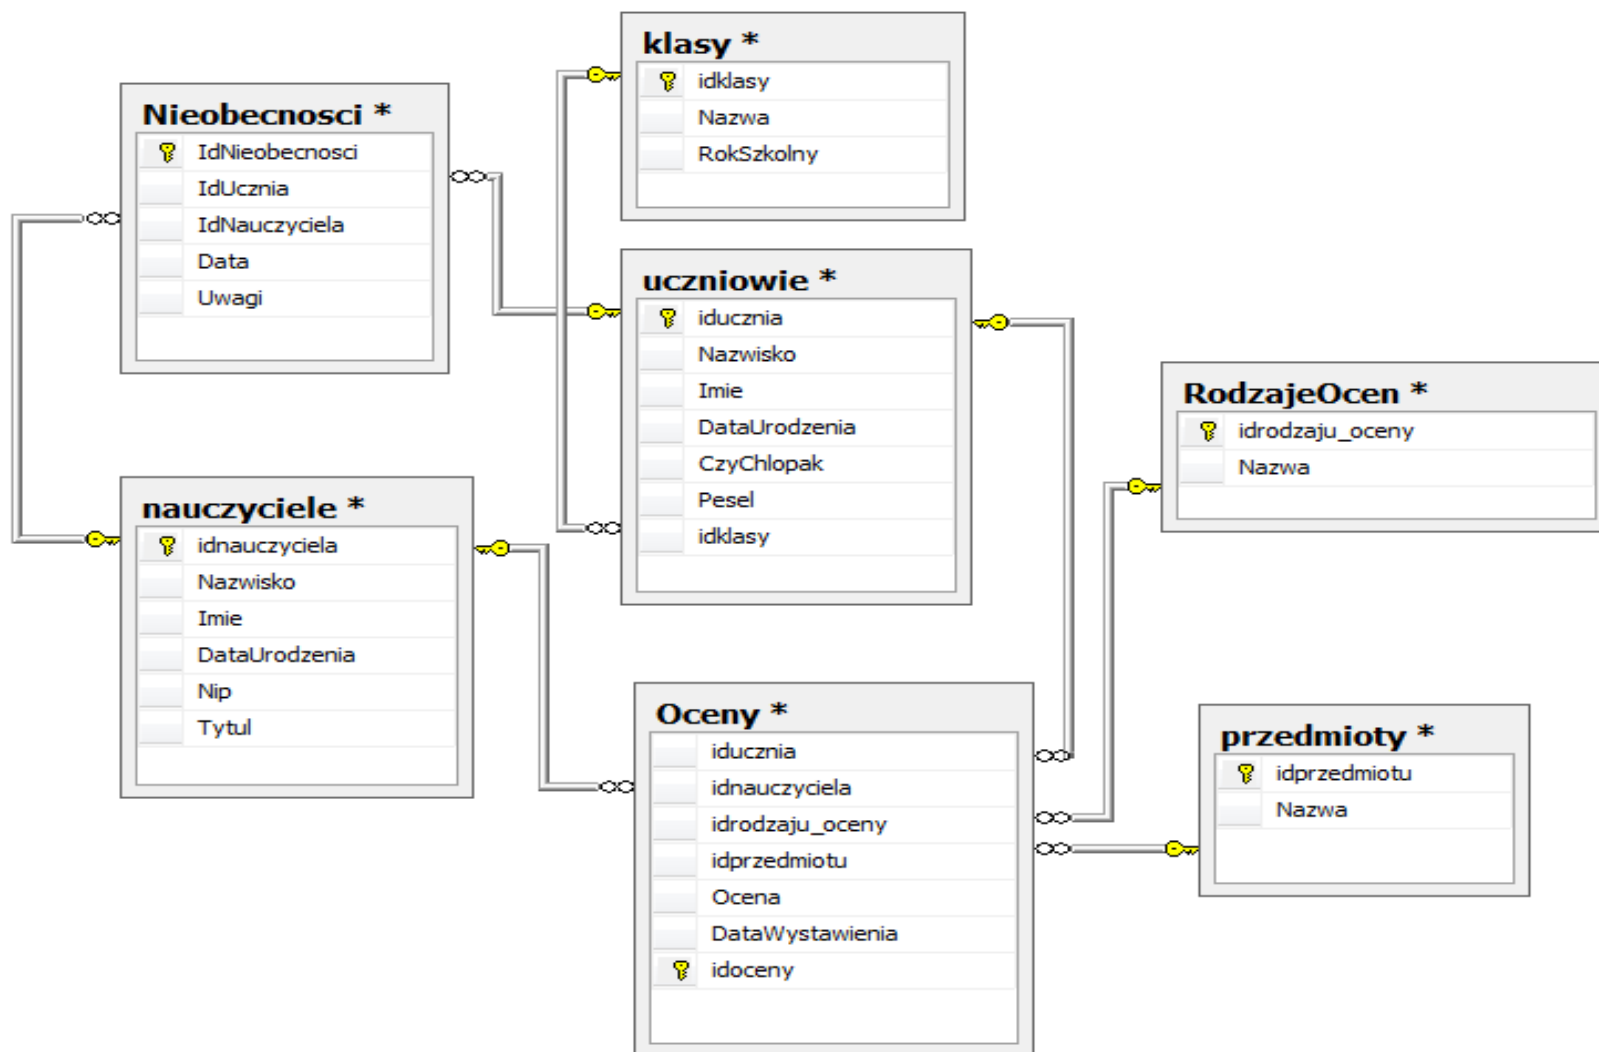 klasy *
idklasy
Nazwa
RokSzkolny
Nieobecnosci *
IdNieobecnosci
IdUcznia
IdNauczyciela
Data
Uwagi
uczniowie *
iducznia
Nazwisko
Imie
DataUrodzenia
CzyChlopak
Pesel
idklasy
RodzajeOcen *
idrodzaju_oceny
Nazwa
nauczyciele *
idnauczyciela
Nazwisko
Imie
DataUrodzenia
Nip
Tytul
Oceny *
iducznia
idnauczyciela
idrodzaju_oceny
idprzedmiotu
Ocena
DataWystawienia
idoceny
przedmioty *
idprzedmiotu
Nazwa